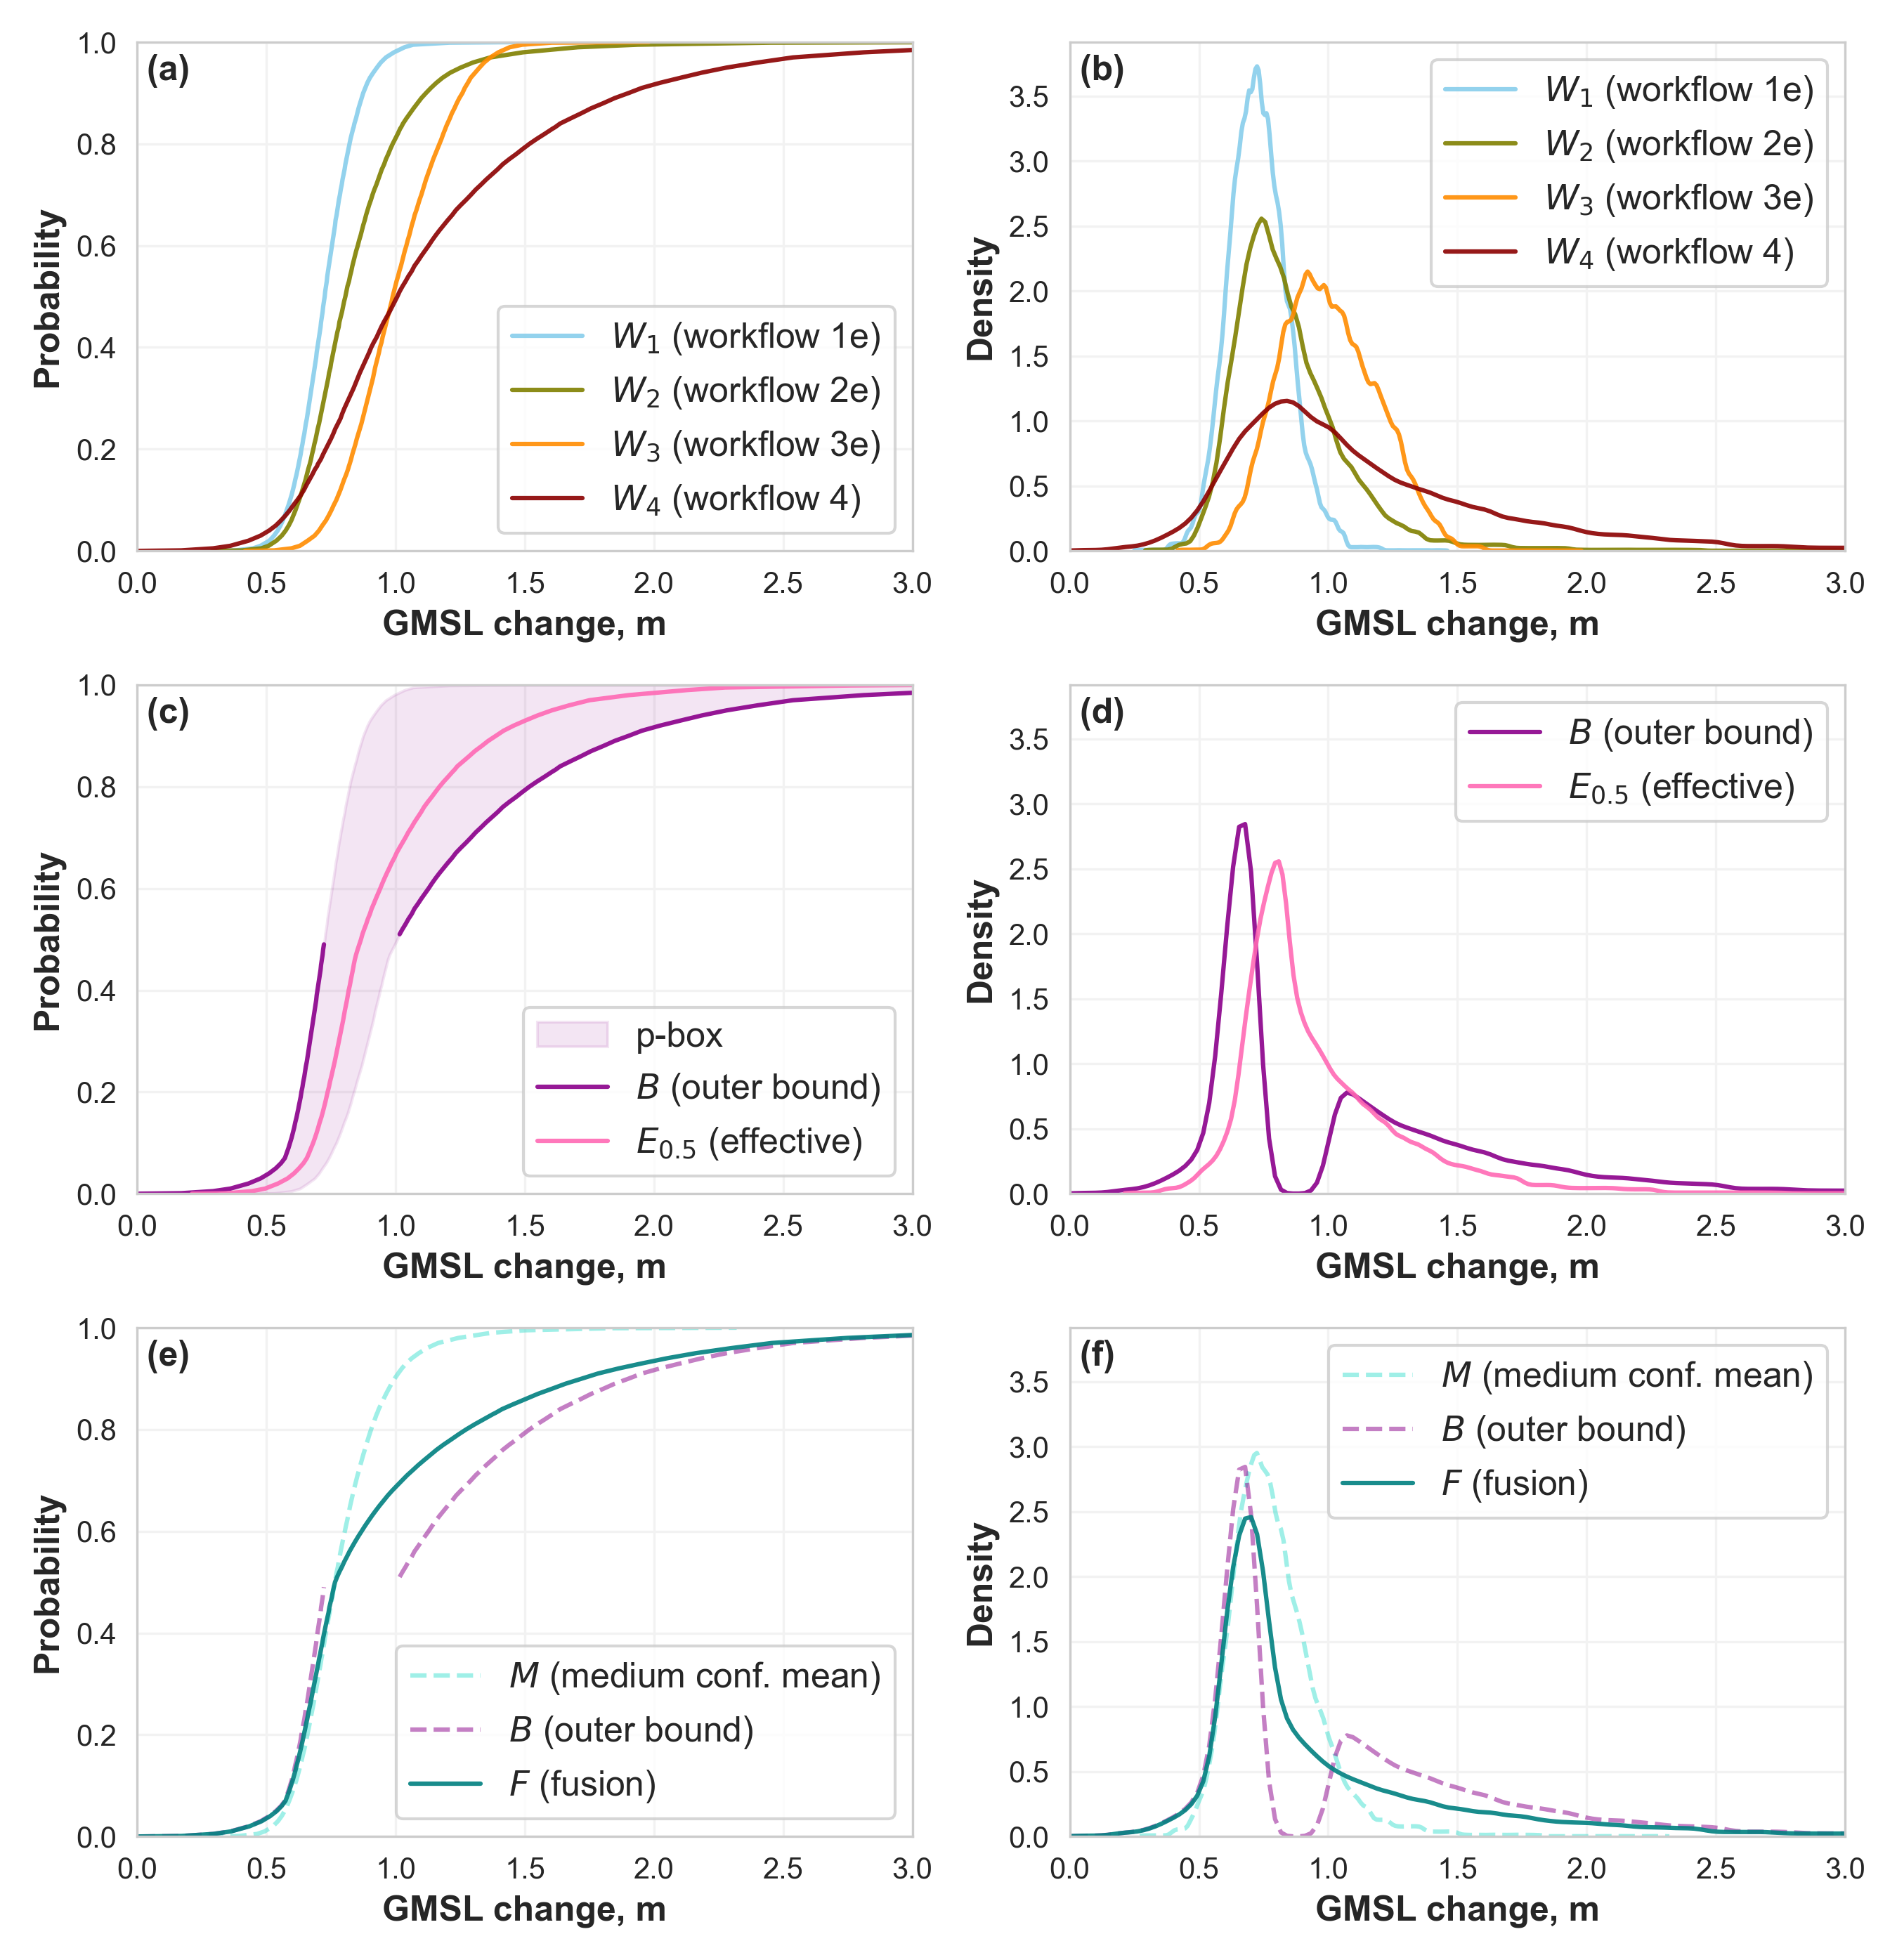 (a)
Probability
1.0
0.8
0.6
0.4
0.2
0.0
W1 (workflow 1e)
W2 (workflow 2e)
W3 (workflow 3e)
W4 (workflow 4)
0.0 0.5 1.0 1.5 2.0 2.5 3.0
GMSL change, m
(b)
Density
3.5
3.0
2.5
2.0
1.5
1.0
0.5
0.0
W1 (workflow 1e)
W2 (workflow 2e)
W3 (workflow 3e)
W4 (workflow 4)
0.0 0.5 1.0 1.5 2.0 2.5 3.0
GMSL change, m
(c)
Probability
1.0
0.8
0.6
0.4
0.2
0.0
p-box
B (outer bound)
E0.5 (effective)
0.0 0.5 1.0 1.5 2.0 2.5 3.0
GMSL change, m
(d)
Density
3.5
3.0
2.5
2.0
1.5
1.0
0.5
0.0
B (outer bound)
E0.5 (effective)
0.0 0.5 1.0 1.5 2.0 2.5 3.0
GMSL change, m
(e)
Probability
1.0
0.8
0.6
0.4
0.2
0.0
M (medium conf. mean)
B (outer bound)
F (fusion)
0.0 0.5 1.0 1.5 2.0 2.5 3.0
GMSL change, m
(f)
Density
3.5
3.0
2.5
2.0
1.5
1.0
0.5
0.0
M (medium conf. mean)
B (outer bound)
F (fusion)
0.0 0.5 1.0 1.5 2.0 2.5 3.0
GMSL change, m